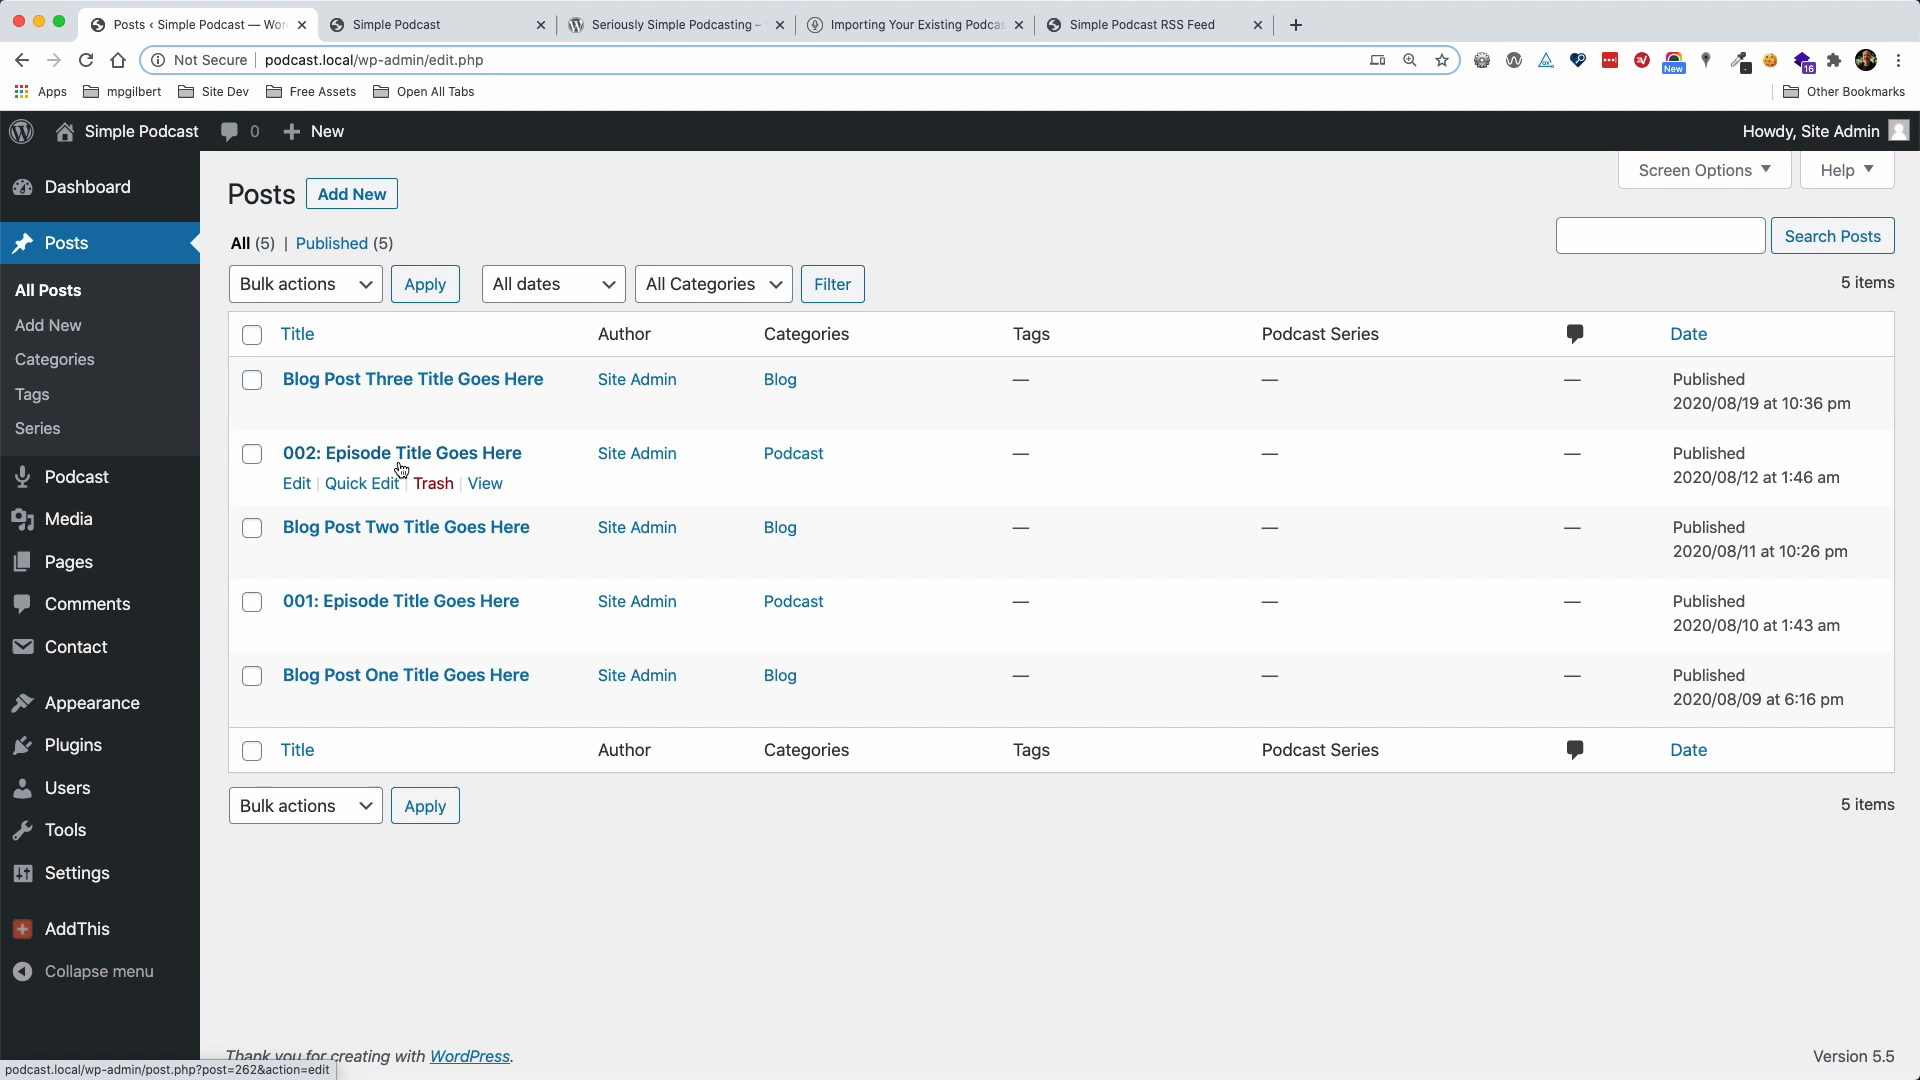 Posts ‹ Simple Podcast — Wor
Simple Podcast
Seriously Simple Podcasting –
Importing Your Existing Podcas
Simple Podcast RSS Feed
Not Secure
podcast.local/wp-admin/edit.php
New
16
Apps
mpgilbert
Site Dev
Free Assets
Open All Tabs
Other Bookmarks
Simple Podcast
0
New
Howdy, Site Admin
Dashboard
Posts
All Posts
Add New
Categories
Tags
Series
Podcast
Media
Pages
Comments
Contact
Appearance
Plugins
Users
Tools
Settings
AddThis
Collapse menu
Screen Options
Help
Posts
Add New
All (5) | Published (5)
Search Posts
Bulk actions
Apply
All dates
All Categories
Filter
5 items
Title Author Categories Tags Podcast Series Date
Blog Post Three Title Goes Here Site Admin Blog — — — Published
2020/08/19 at 10:36 pm
002: Episode Title Goes Here Site Admin Podcast — — — Published
Edit | Quick Edit | Trash | View 2020/08/12 at 1:46 am
Blog Post Two Title Goes Here Site Admin Blog — — — Published
2020/08/11 at 10:26 pm
001: Episode Title Goes Here Site Admin Podcast — — — Published
2020/08/10 at 1:43 am
Blog Post One Title Goes Here Site Admin Blog — — — Published
2020/08/09 at 6:16 pm
Title Author Categories Tags Podcast Series Date
Bulk actions
Apply
5 items
Thank you for creating with WordPress.
Version 5.5
podcast.local/wp-admin/post.php?post=262&action=edit